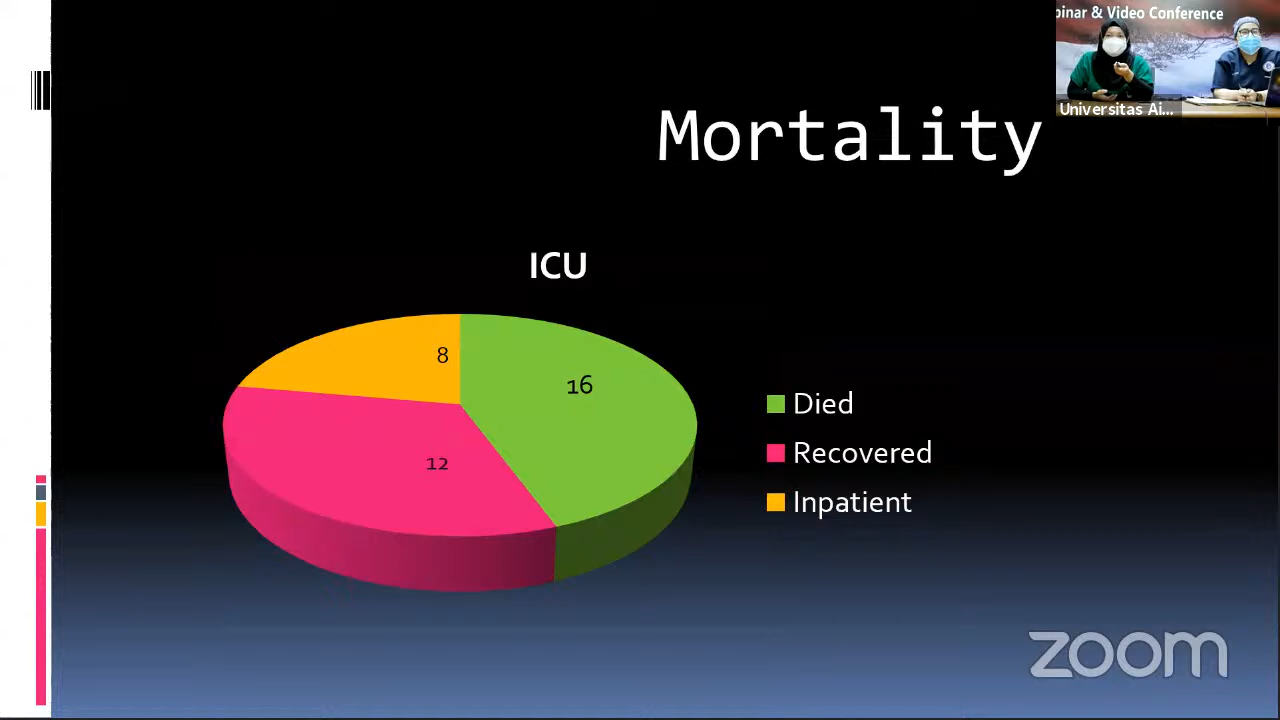 binar & Video Conference
Universitas Ai...
Mortality
ICU
8
16
12
Died
Recovered
Inpatient
zoom